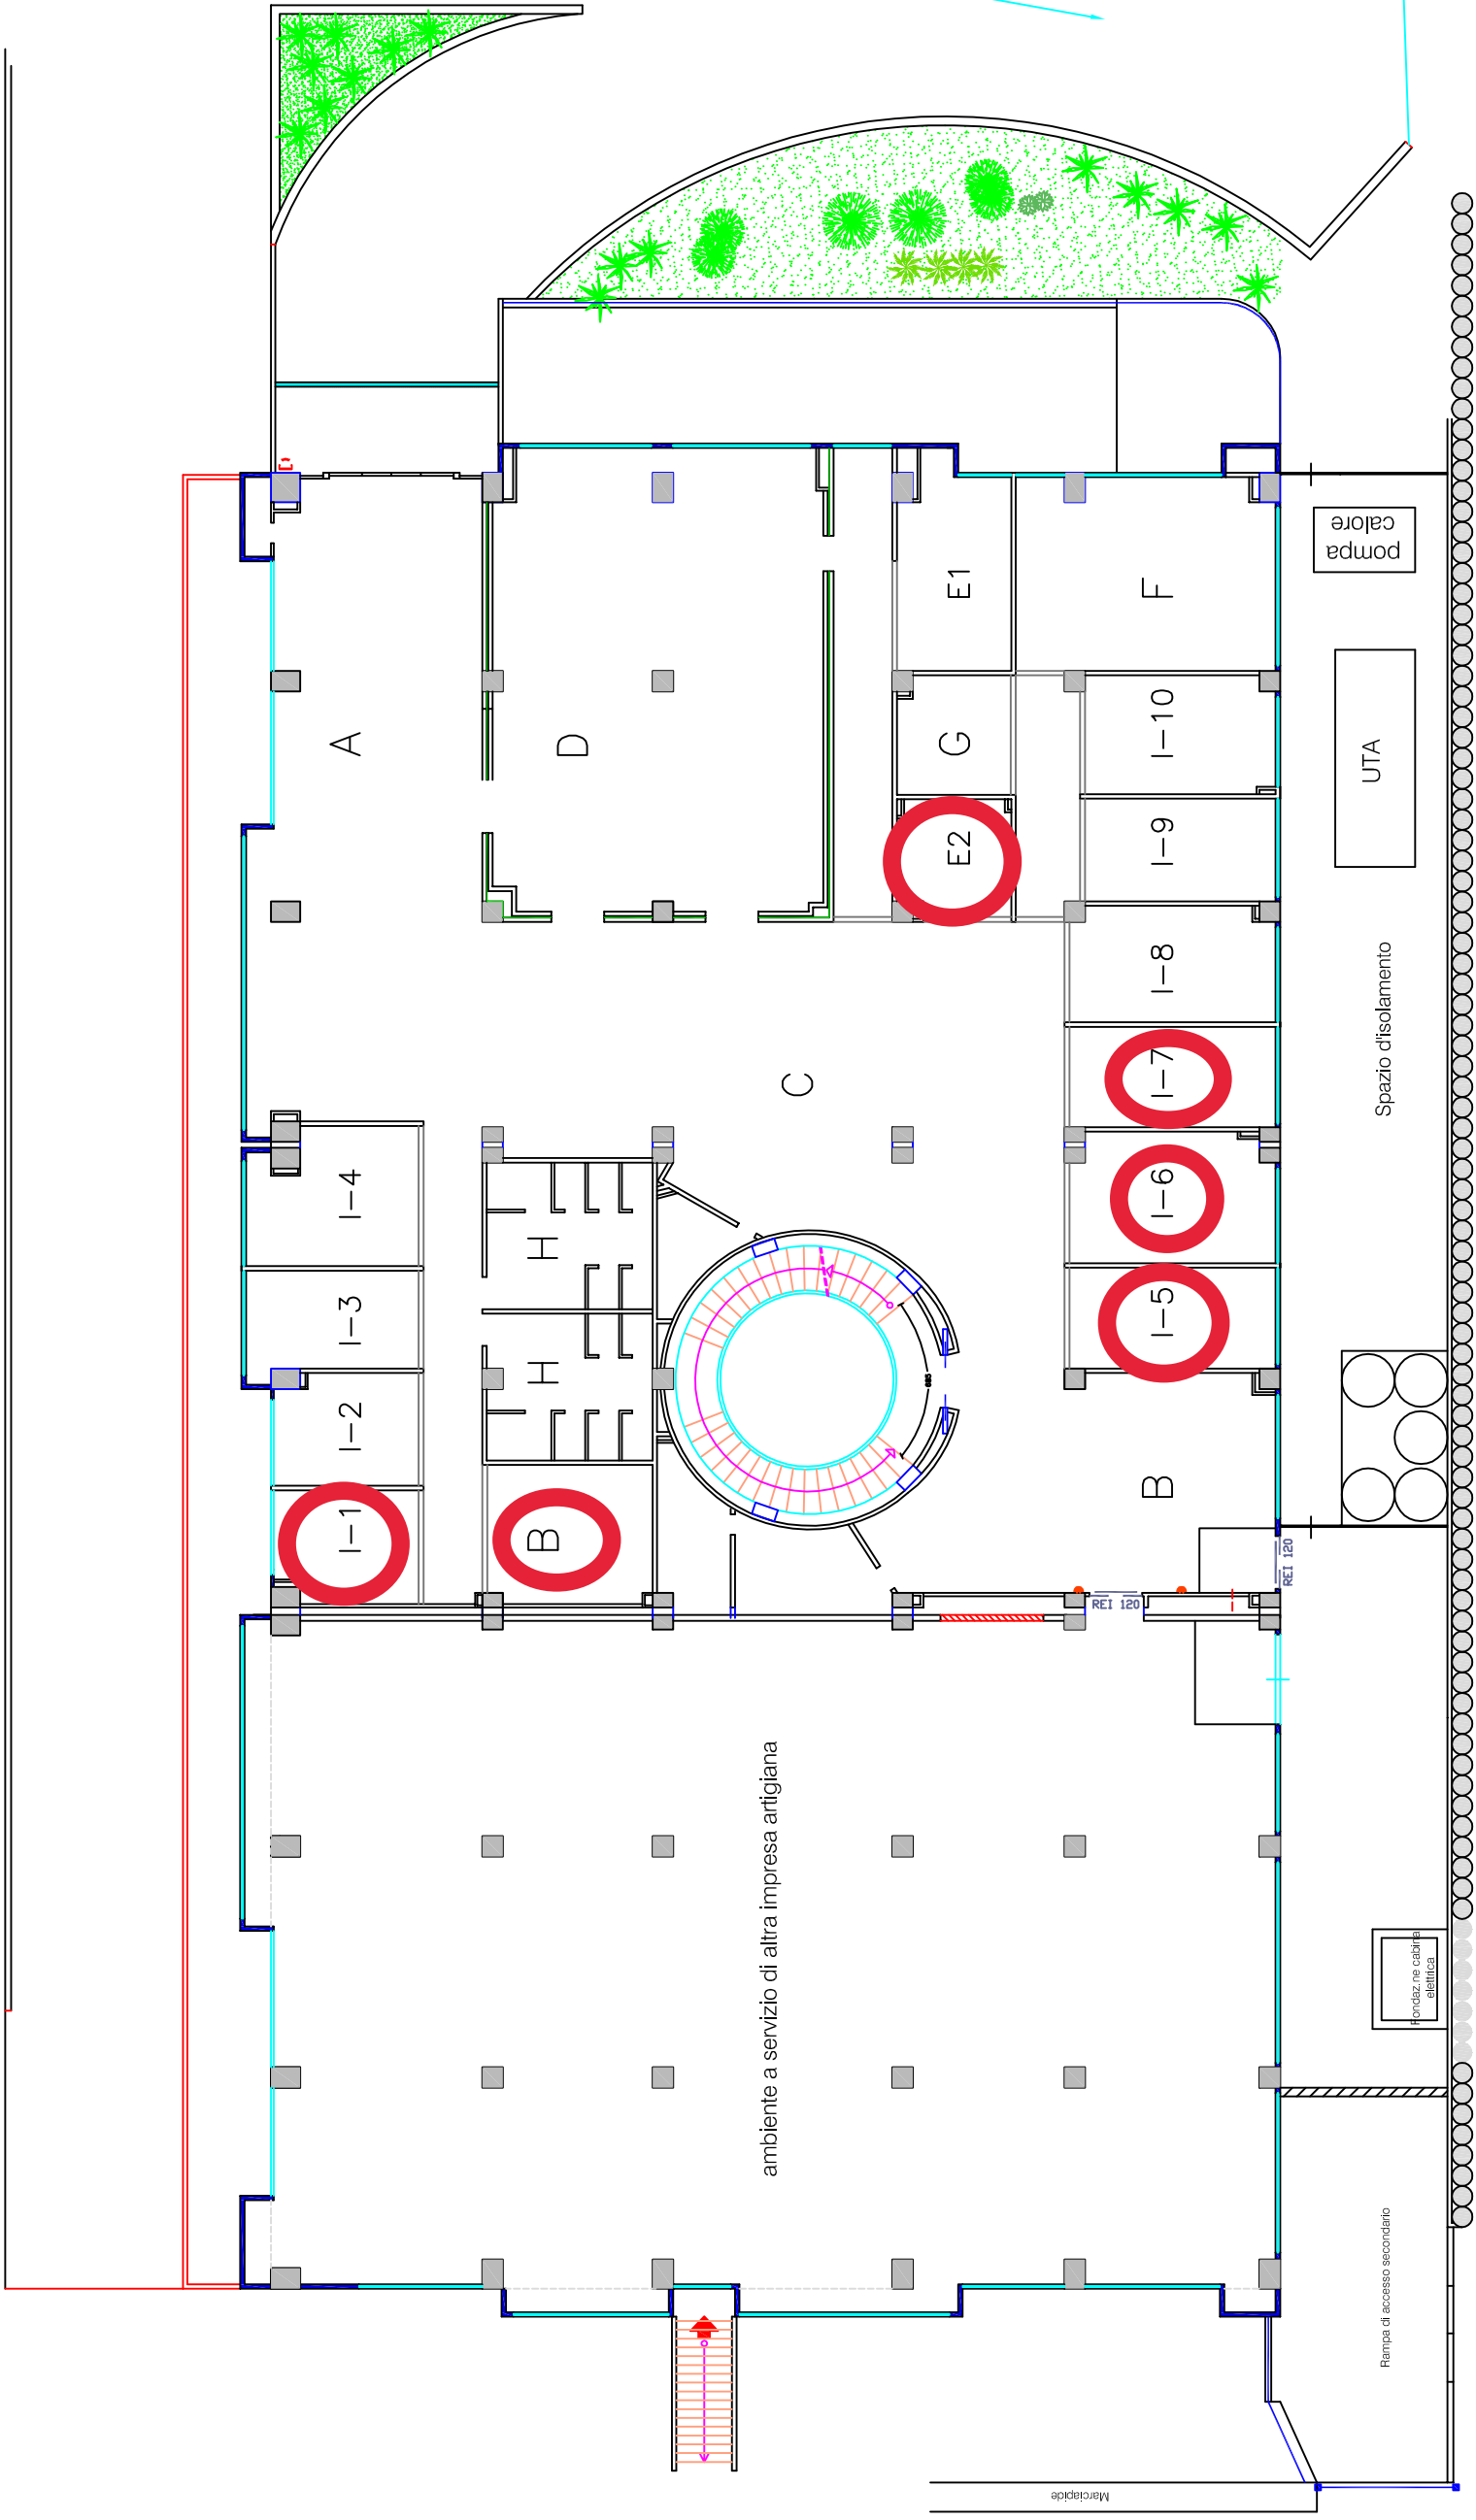 A
D
E1
F
pompa
calore
G
I-10
E2
I-9
UTA
I-8
Spazio d'isolamento
C
I-7
I-4
H
I-6
I-3
H
I-5
I-2
I-1
B
B
REI 120
REI 120
ambiente a servizio di altra impresa artigiana
Fondaz.ne cabina
elettrica
Rampa di accesso secondario
Marciapide